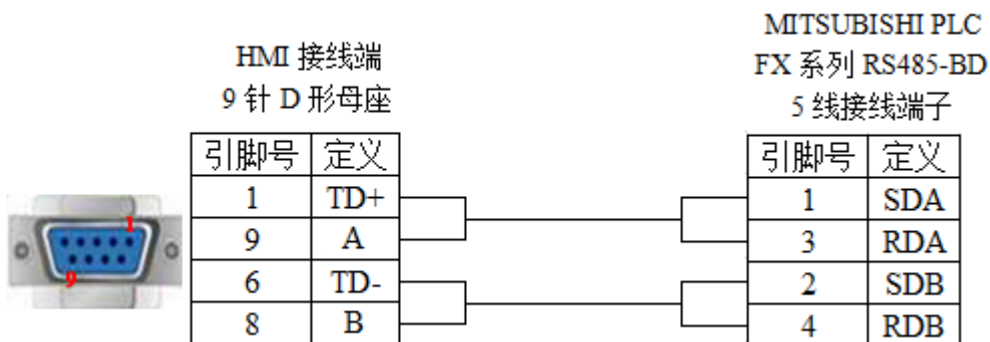 HMI 接线端
9 针 D 形母座
引脚号 定义
1 TD+
9 A
6 TD-
8 B
1
9
MITSUBISHI PLC
FX 系列 RS485-BD
5 线接线端子
引脚号 定义
1 SDA
3 RDA
2 SDB
4 RDB